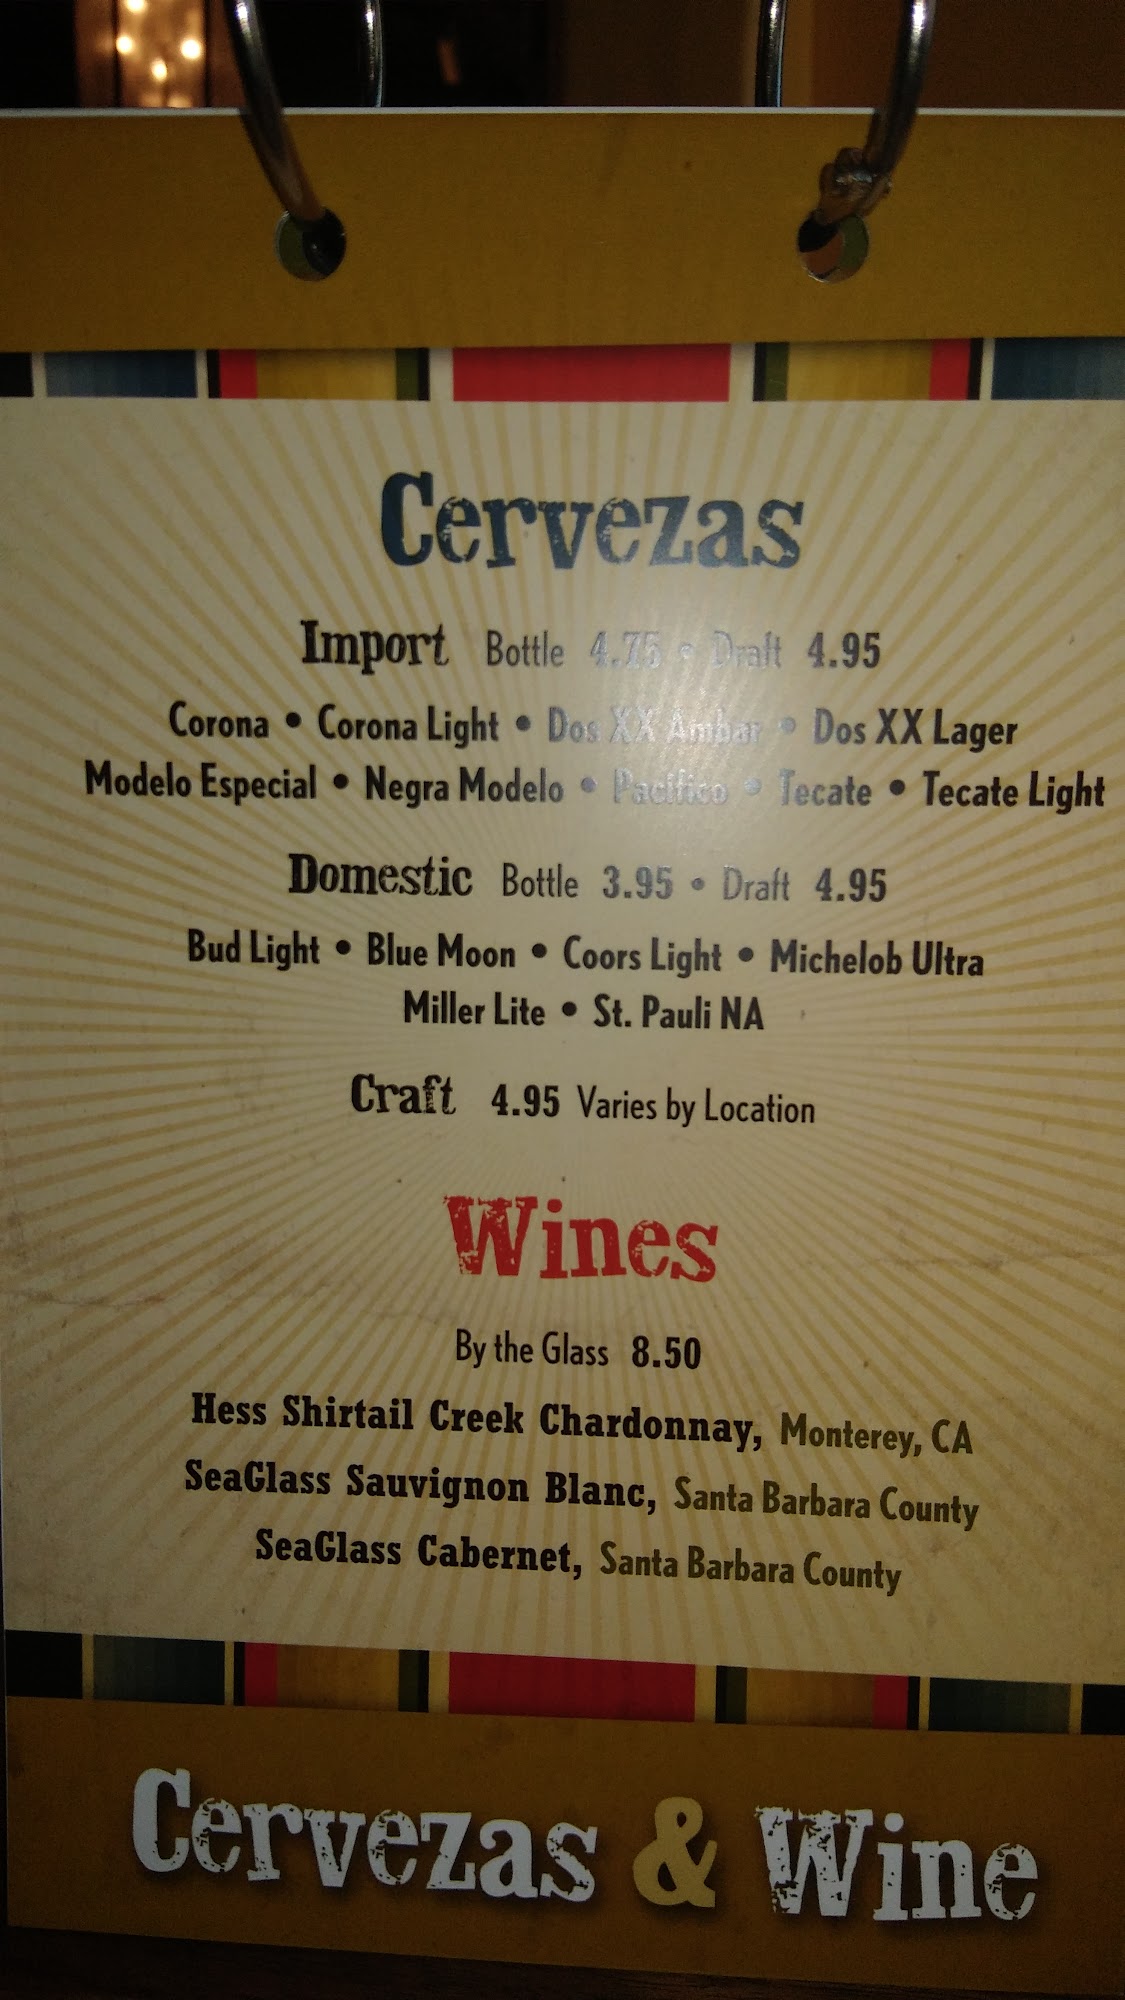 Cervezas
Import Bottle 4.75 • Draft 4.95
Corona • Corona Light • Dos XX Ambar • Dos XX Lager
Modelo Especial • Negra Modelo • Pacifico • Tecate • Tecate Light
Domestic Bottle 3.95 • Draft 4.95
Bud Light • Blue Moon • Coors Light • Michelob Ultra
Miller Lite • St. Pauli NA
Craft 4.95 Varies by Location
Wines
By the Glass 8.50
Hess Shirtail Creek Chardonnay, Monterey, CA
SeaGlass Sauvignon Blanc, Santa Barbara County
SeaGlass Cabernet, Santa Barbara County
Cervezas & Wine